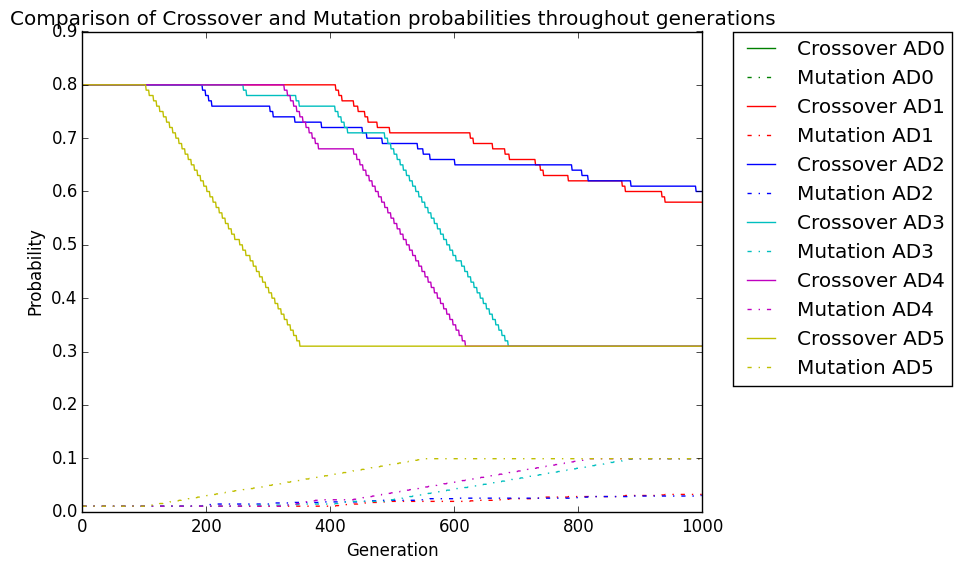 Comparison of Crossover and Mutation probabilities throughout generations
0.9
0.8
0.7
0.6
0.5
0.4
0.3
0.2
0.1
0.0
Probability
0
200
400
600
800
1000
Generation
Crossover AD0
Mutation AD0
Crossover AD1
Mutation AD1
Crossover AD2
Mutation AD2
Crossover AD3
Mutation AD3
Crossover AD4
Mutation AD4
Crossover AD5
Mutation AD5